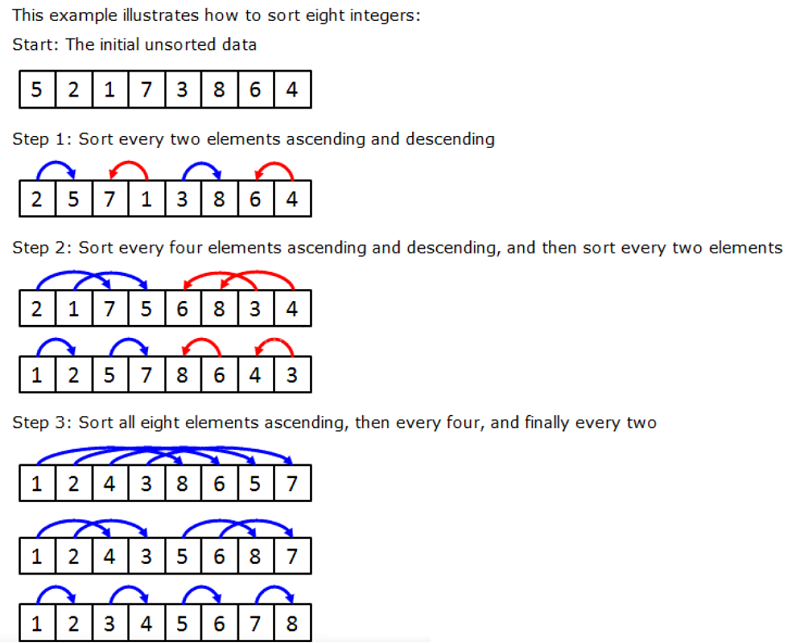 This example illustrates how to sort eight integers:
Start: The initial unsorted data
5 2 1 7 3 8 6 4
Step 1: Sort every two elements ascending and descending
2 5 7 1 3 8 6 4
Step 2: Sort every four elements ascending and descending, and then sort every two elements
2 1 7 5 6 8 3 4
1 2 5 7 8 6 4 3
Step 3: Sort all eight elements ascending, then every four, and finally every two
1 2 4 3 8 6 5 7
1 2 4 3 5 6 8 7
1 2 3 4 5 6 7 8